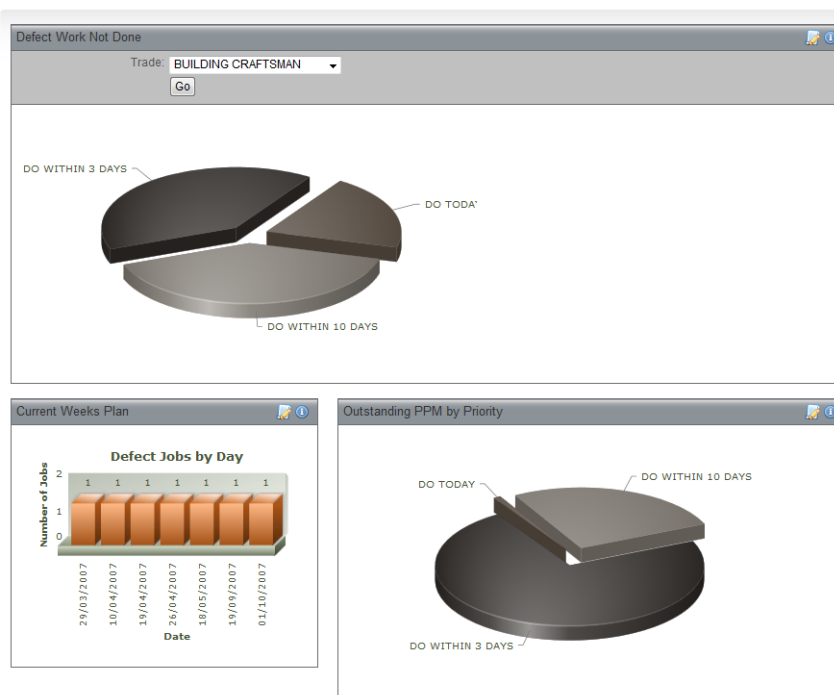 Defect Work Not Done
Trade: BUILDING CRAFTSMAN
Go
DO WITHIN 3 DAYS
DO TODA
DO WITHIN 10 DAYS
Current Weeks Plan
Defect Jobs by Day
Number of Jobs
2
1
0
1 1 1 1 1 1 1
29/03/2007
10/04/2007
19/04/2007
26/04/2007
18/05/2007
19/09/2007
01/10/2007
Date
Outstanding PPM by Priority
DO TODAY
DO WITHIN 10 DAYS
DO WITHIN 3 DAYS